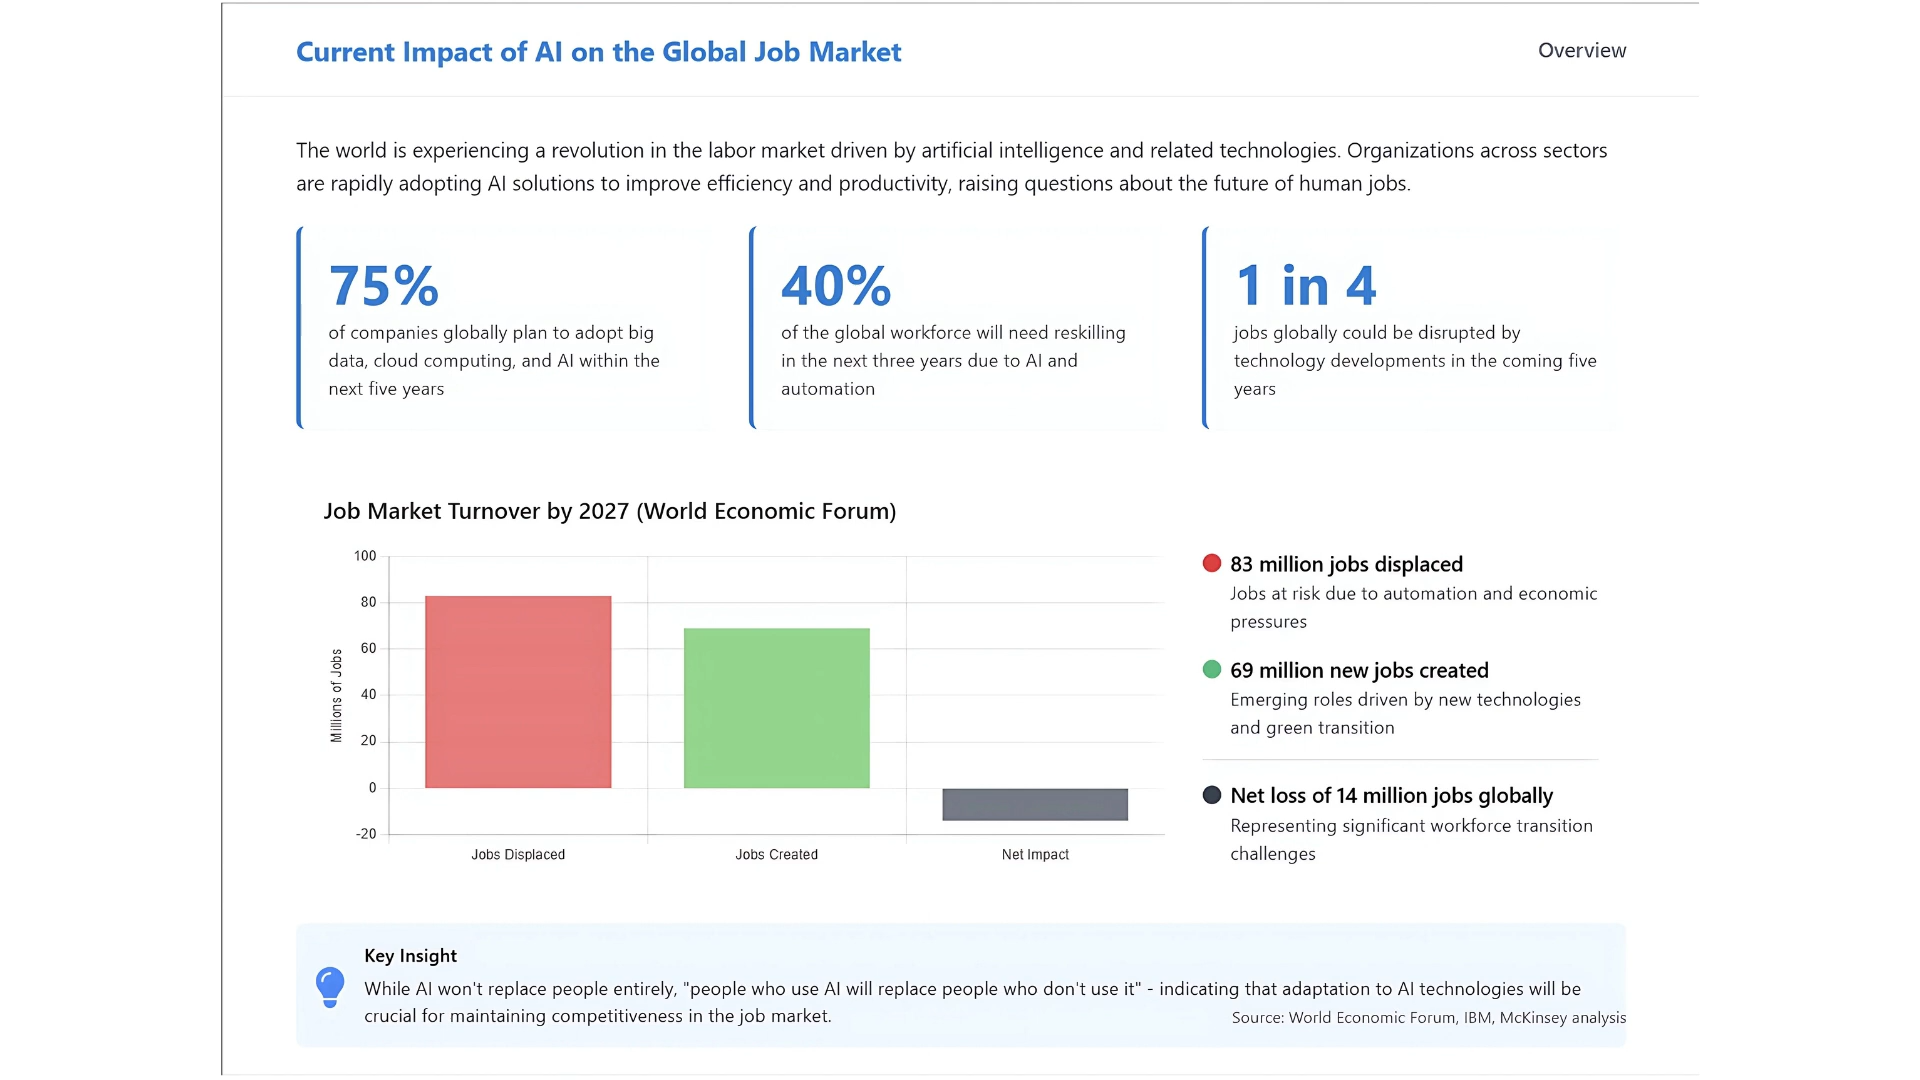 Current Impact of AI on the Global Job Market
Overview
The world is experiencing a revolution in the labor market driven by artificial intelligence and related technologies. Organizations across sectors
are rapidly adopting AI solutions to improve efficiency and productivity, raising questions about the future of human jobs.
75%
of companies globally plan to adopt big
data, cloud computing, and AI within the
next five years
40%
of the global workforce will need reskilling
in the next three years due to AI and
automation
1 in 4
jobs globally could be disrupted by
technology developments in the coming five
years
Job Market Turnover by 2027 (World Economic Forum)
Millions of Jobs
100
80
60
40
20
0
-20
Jobs Displaced
Jobs Created
Net Impact
83 million jobs displaced
Jobs at risk due to automation and economic
pressures
69 million new jobs created
Emerging roles driven by new technologies
and green transition
Net loss of 14 million jobs globally
Representing significant workforce transition
challenges
Key Insight
While AI won't replace people entirely, "people who use AI will replace people who don't use it" - indicating that adaptation to AI technologies will be
crucial for maintaining competitiveness in the job market.
Source: World Economic Forum, IBM, McKinsey analysis